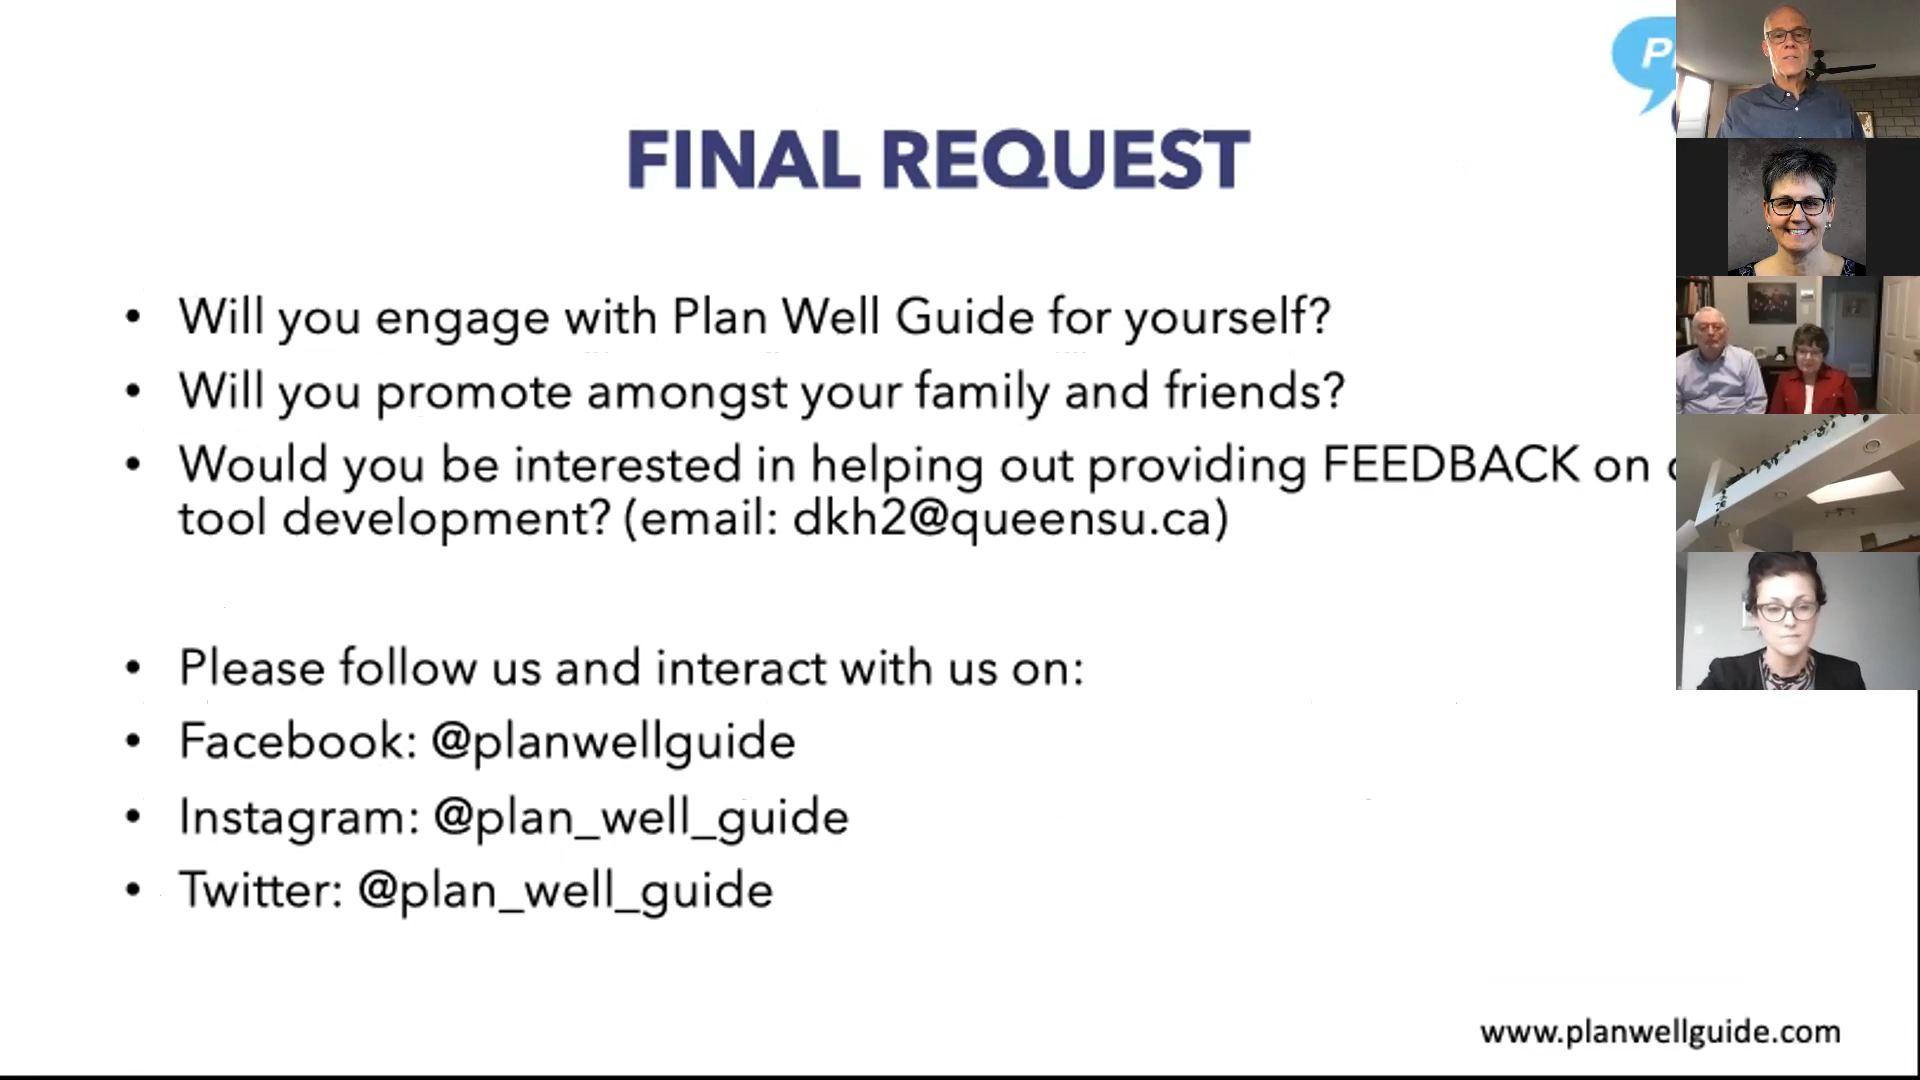 FINAL REQUEST
• Will you engage with Plan Well Guide for yourself?
• Will you promote amongst your family and friends?
• Would you be interested in helping out providing FEEDBACK on
tool development? (email: dkh2@queensu.ca)
• Please follow us and interact with us on:
• Facebook: @planwellguide
• Instagram: @plan_well_guide
• Twitter: @plan_well_guide
www.planwellguide.com